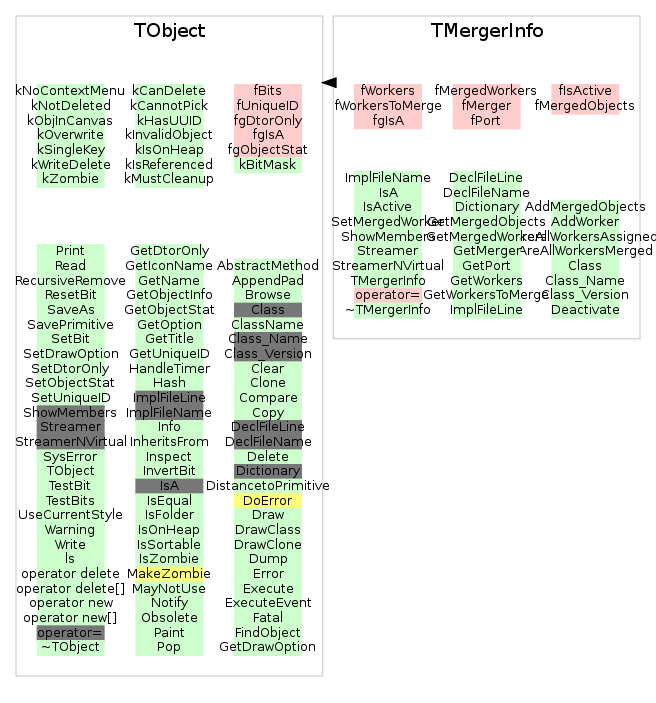 TObject
kNoContextMenu
kNotDeleted
kObjInCanvas
kOverwrite
kSingleKey
kWriteDelete
kZombie
kCanDelete
kCannotPick
kHasUUID
kInvalidObject
kIsOnHeap
kIsReferenced
kMustCleanup
fBits
fUniqueID
fgDtorOnly
fgIsA
fgObjectStat
kBitMask
Print
Read
RecursiveRemove
ResetBit
SaveAs
SavePrimitive
SetBit
SetDrawOption
SetDtorOnly
SetObjectStat
SetUniqueID
ShowMembers
Streamer
StreamerNVirtual
SysError
TObject
TestBit
TestBits
UseCurrentStyle
Warning
Write
ls
operator delete
operator delete[]
operator new
operator new[]
operator=
~TObject
GetDtorOnly
GetIconName
GetName
GetObjectInfo
GetObjectStat
GetOption
GetTitle
GetUniqueID
HandleTimer
Hash
ImplFileLine
ImplFileName
Info
InheritsFrom
Inspect
InvertBit
IsA
IsEqual
IsFolder
IsOnHeap
IsSortable
IsZombie
MakeZombie
MayNotUse
Notify
Obsolete
Paint
Pop
AbstractMethod
AppendPad
Browse
Class
ClassName
Class_Name
Class_Version
Clear
Clone
Compare
Copy
DeclFileLine
DeclFileName
Delete
Dictionary
DistancetoPrimitive
DoError
Draw
DrawClass
DrawClone
Dump
Error
Execute
ExecuteEvent
Fatal
FindObject
GetDrawOption
TMergerInfo
fWorkers
fWorkersToMerge
fgIsA
fMergedWorkers
fMerger
fPort
fIsActive
fMergedObjects
ImplFileName
IsA
IsActive
SetMergedWorker
ShowMembers
Streamer
StreamerNVirtual
TMergerInfo
operator=
~TMergerInfo
DeclFileLine
DeclFileName
Dictionary
GetMergedObjects
GetMergedWorkers
GetMerger
GetPort
GetWorkers
GetWorkersToMerge
ImplFileLine
AddMergedObjects
AddWorker
AreAllWorkersMerged
Class
Class_Name
Class_Version
Deactivate